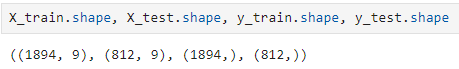 X_train.shape, X_test.shape, y_train.shape, y_test.shape
((1894, 9), (812, 9), (1894,), (812,))